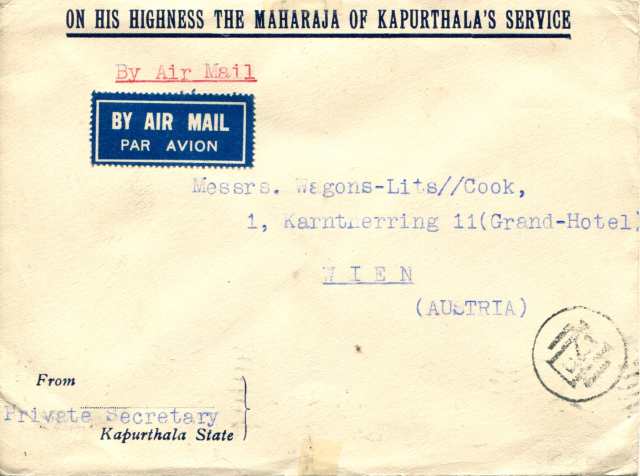 ON HIS HIGHNESS THE MAHARAJA OF KAPURTHALA'S SERVICE
By Air Mail
BY AIR MAIL
PAR AVION
Messrs. Wagons-Lits//Cook,
1, Karntnerring 11(Grand-Hotel)
WIEN
(AUSTRIA)
From
Private Secretary
Kapurthala State